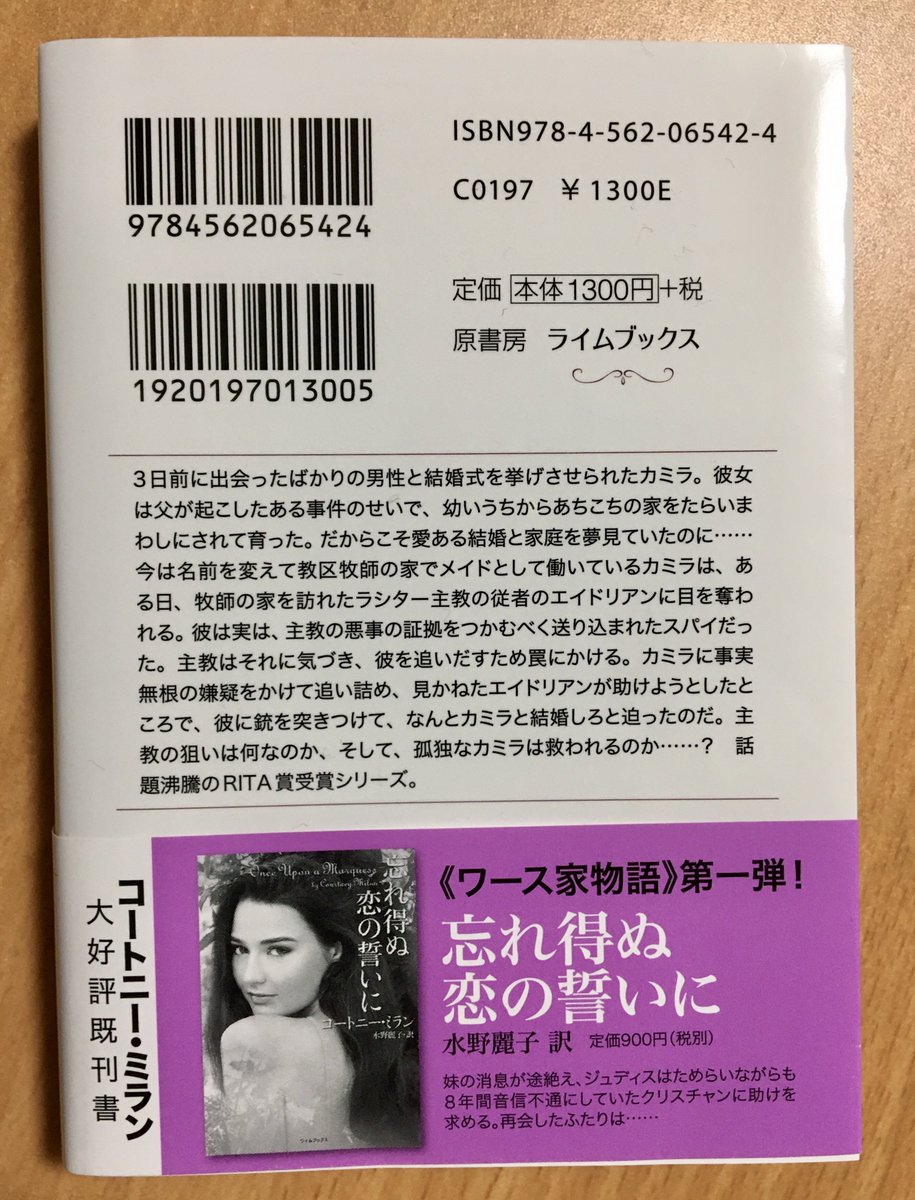 ISBN978-4-562-06542-4
9784562065424
C0197 ¥1300E
1920197013005
定価 本体1300円+税
原書房 ライムブックス
3日前に出会ったばかりの男性と結婚式を挙げさせられたカミラ。彼女
は父が起こしたある事件のせいで、幼いうちからあちこちの家をたらいま
わしにされて育った。だからこそ愛ある結婚と家庭を夢見ていたのに……
今は名前を変えて教区牧師の家でメイドとして働いているカミラは、あ
る日、牧師の家を訪れたラシター主教の従者のエイドリアンに目を奪わ
れる。彼は実は、主教の悪事の証拠をつかむべく送り込まれたスパイだっ
た。主教はそれに気づき、彼を追いだすため罠にかける。カミラに事実
無根の嫌疑をかけて追い詰め、見かねたエイドリアンが助けようとしたと
ころで、彼に銃を突きつけて、なんとカミラと結婚しろと迫ったのだ。主
教の狙いは何なのか、そして、孤独なカミラは救われるのか……? 話
題沸騰のRITA賞受賞シリーズ。
コートニー・ミラン
大好評既刊書
Once Upon a Marquess
by Courtney Milan
忘れ得ぬ
恋の誓いに
コートニー・ミラン
水野麗子・訳
ライムブックス
《ワース家物語》第一弾!
忘れ得ぬ
恋の誓いに
水野麗子 訳 定価900円(税別)
妹の消息が途絶え、ジュディスはためらいながらも
8年間音信不通にしていたクリスチャンに助けを
求める。再会したふたりは……